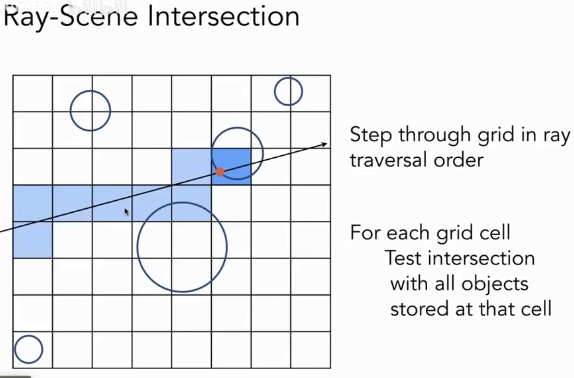 Ray-Scene Intersection
Step through grid in ray
traversal order
For each grid cell
Test intersection
with all objects
stored at that cell